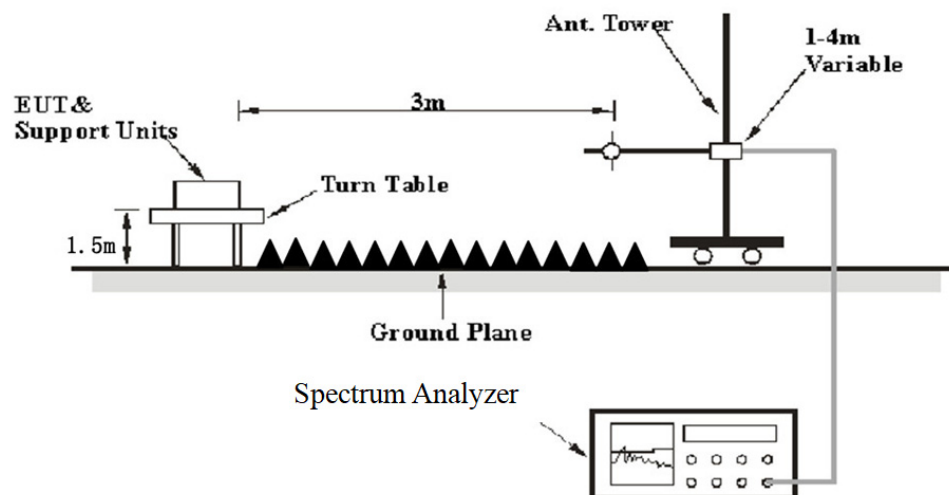 Ant. Tower
1-4m
Variable
3m
EUT&
Support Units
Turn Table
1.5m
Ground Plane
Spectrum Analyzer